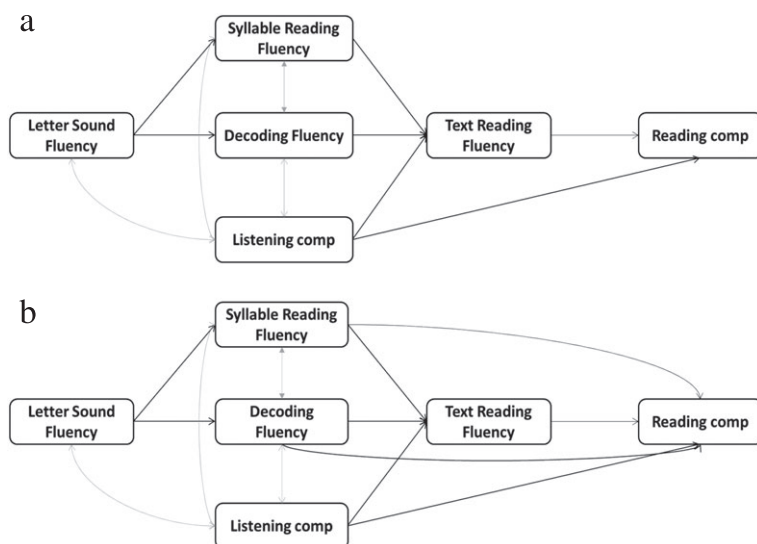 a
Syllable Reading
Fluency
Letter Sound
Fluency
Decoding Fluency
Text Reading
Fluency
Reading comp
Listening comp
b
Syllable Reading
Fluency
Letter Sound
Fluency
Decoding
Fluency
Text Reading
Fluency
Reading comp
Listening comp